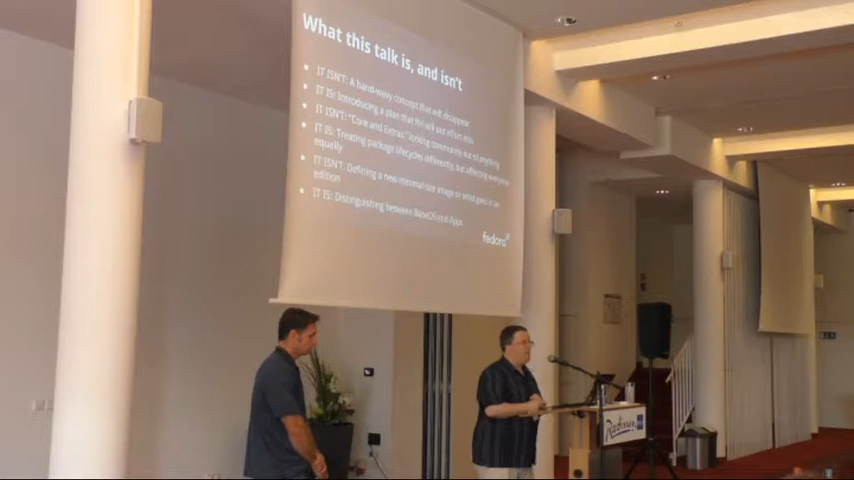 What this talk is, and isn't
IT ISN'T: A hand-wavy concept that will disappear
IT IS: Introducing a plan that RH will put effort into
IT ISN'T: "Core and Extras," locking community out of anything
IT IS: Treating package lifecycles differently, but affecting everyone
equally
IT ISN'T: Defining a new minimal size image or what goes in an
edition
IT IS: Distinguishing between BaseOS and Apps
fedora
Radisson